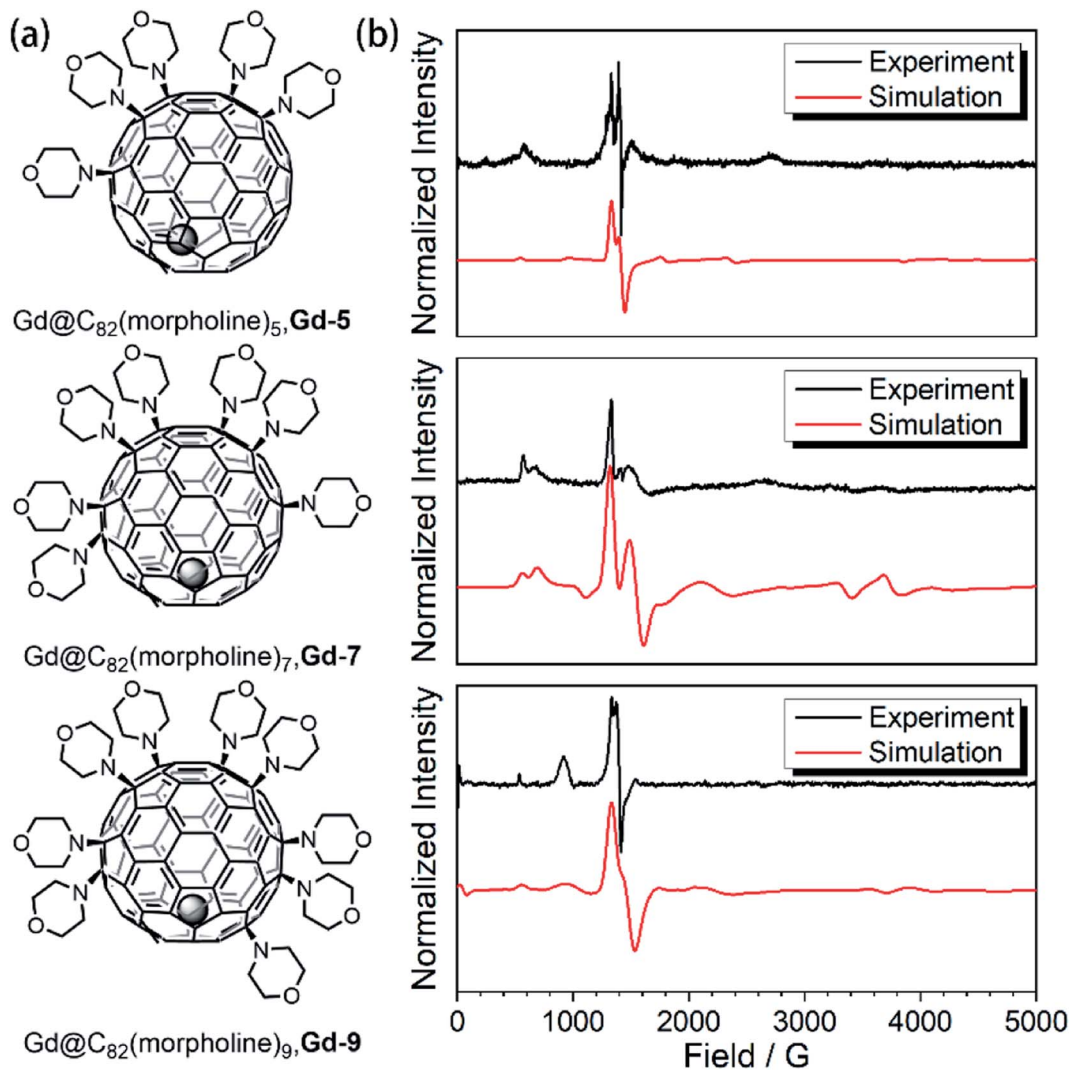 (a)
O
O
O
O
O
N
N
N
N
N
Gd@C82(morpholine)5,Gd-5
O
O
O
O
O
O
O
N
N
N
N
N
N
N
Gd@C82(morpholine)7,Gd-7
O
O
O
O
O
O
O
O
O
N
N
N
N
N
N
N
N
N
Gd@C82(morpholine)9,Gd-9
(b)
Normalized Intensity
Experiment
Simulation
Normalized Intensity
Experiment
Simulation
Normalized Intensity
Experiment
Simulation
0 1000 2000 3000 4000 5000
Field / G